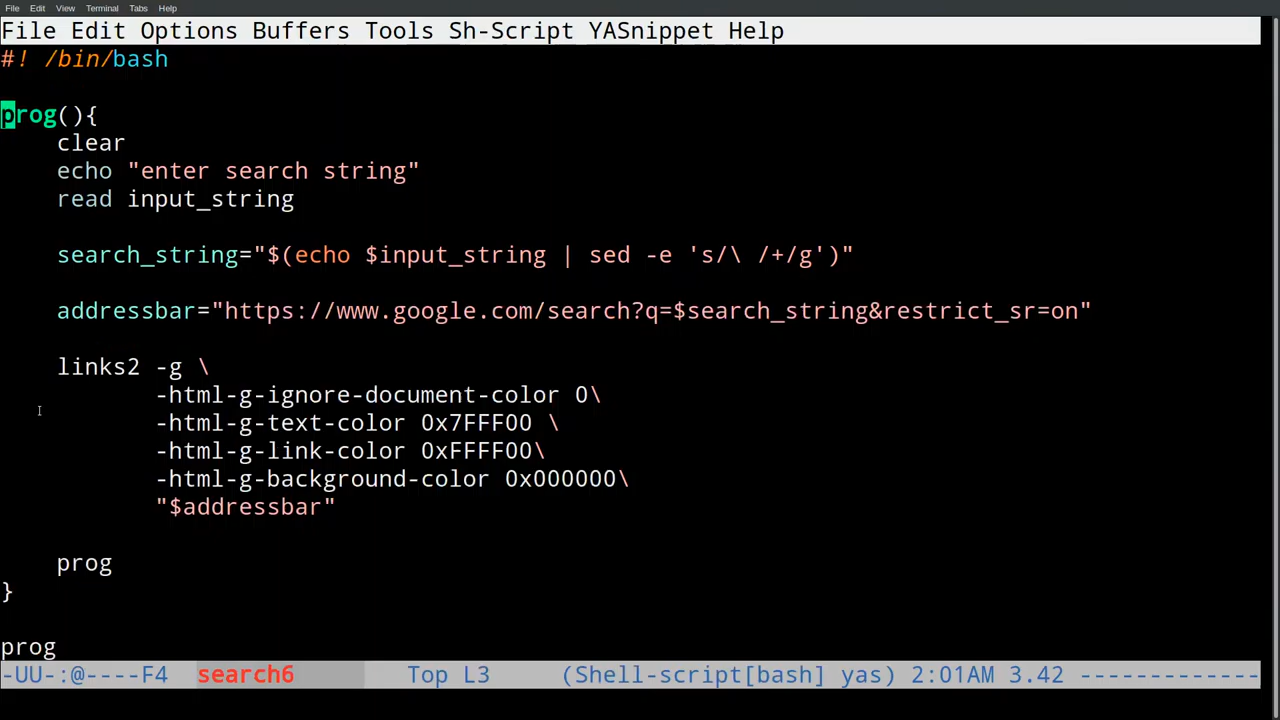 File Edit View Terminal Tabs Help
File Edit Options Buffers Tools Sh-Script YASnippet Help
#! /bin/bash
prog(){
    clear
    echo "enter search string"
    read input_string
    search_string="$(echo $input_string | sed -e 's/\ /+/g')"
    addressbar="https://www.google.com/search?q=$search_string&restrict_sr=on"
    links2 -g \
           -html-g-ignore-document-color 0\
           -html-g-text-color 0x7FFF00 \
           -html-g-link-color 0xFFFF00\
           -html-g-background-color 0x000000\
           "$addressbar"
    prog
}
prog
-UU-:@----F4  search6        Top L3     (Shell-script[bash] yas) 2:01AM 3.42 -------------